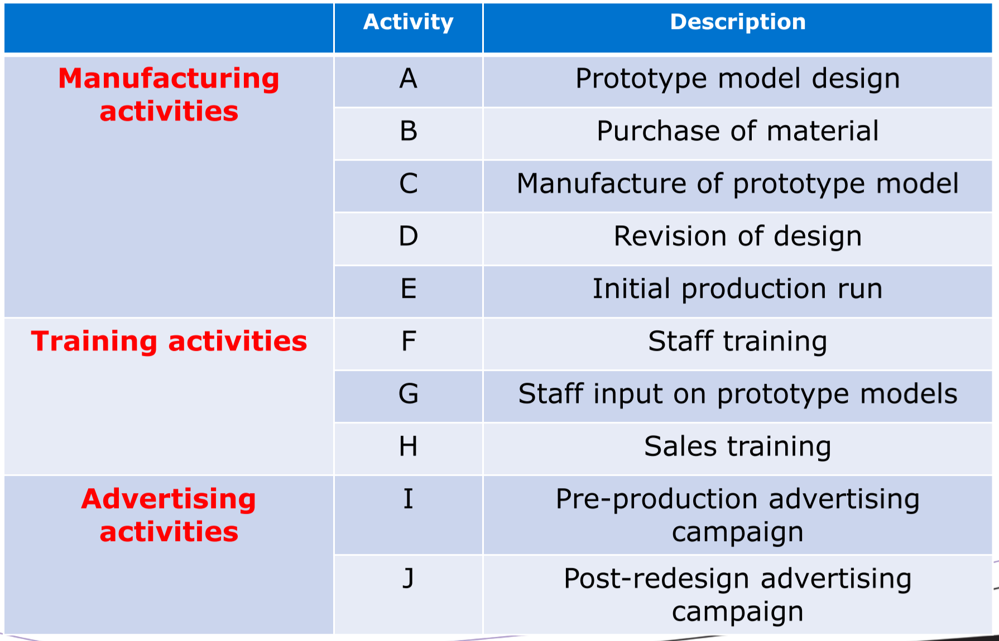 Activity Description
Manufacturing
activities
A Prototype model design
B Purchase of material
C Manufacture of prototype model
D Revision of design
E Initial production run
Training activities
F Staff training
G Staff input on prototype models
H Sales training
Advertising
activities
I Pre-production advertising
campaign
J Post-redesign advertising
campaign